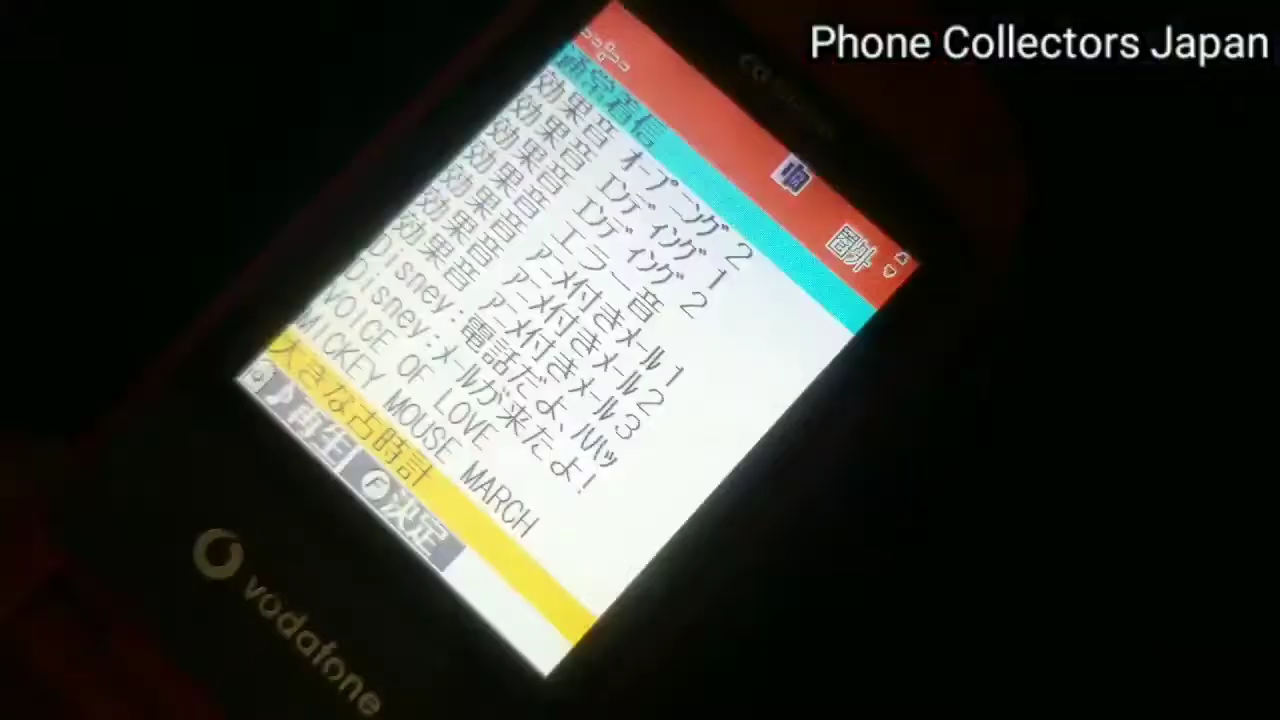 Phone Collectors Japan
圏外
通常着信
効果音 オープニング 2
効果音 エンディング 1
効果音 エンディング 2
効果音 エラー音
効果音 アニメ付きメール1
効果音 アニメ付きメール2
効果音 アニメ付きメール3
Disney:電話だよ、ハハッ
Disney:メールが来たよ!
VOICE OF LOVE
MICKEY MOUSE MARCH
大きな古時計
♪再生
F決定
vodafone